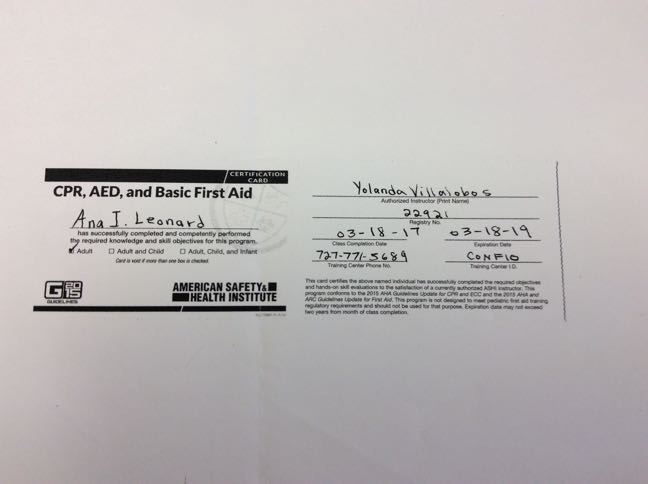 CERTIFICATION
CARD
CPR, AED, and Basic First Aid
Ana I. Leonard
has successfully completed and competently performed
the required knowledge and skill objectives for this program.
Adult Adult and Child Adult, Child, and Infant
Card is void if more than one box is checked.
G 2015
GUIDELINES
AMERICAN SAFETY &
HEALTH INSTITUTE
Yolanda Villalobos
Authorized Instructor (Print Name)
22921
Registry No.
03-18-17 03-18-19
Class Completion Date Expiration Date
727-771-5689 CONFIO
Training Center Phone No. Training Center I.D.
This card certifies the above named individual has successfully completed the required objectives
and hands-on skill evaluations to the satisfaction of a currently authorized ASHI Instructor. This
program conforms to the 2015 AHA Guidelines Update for CPR and ECC and the 2015 AHA and
ARC Guidelines Update for First Aid. This program is not designed to meet pediatric first aid training
regulatory requirements and should not be used for that purpose. Expiration date may not exceed
two years from month of class completion.